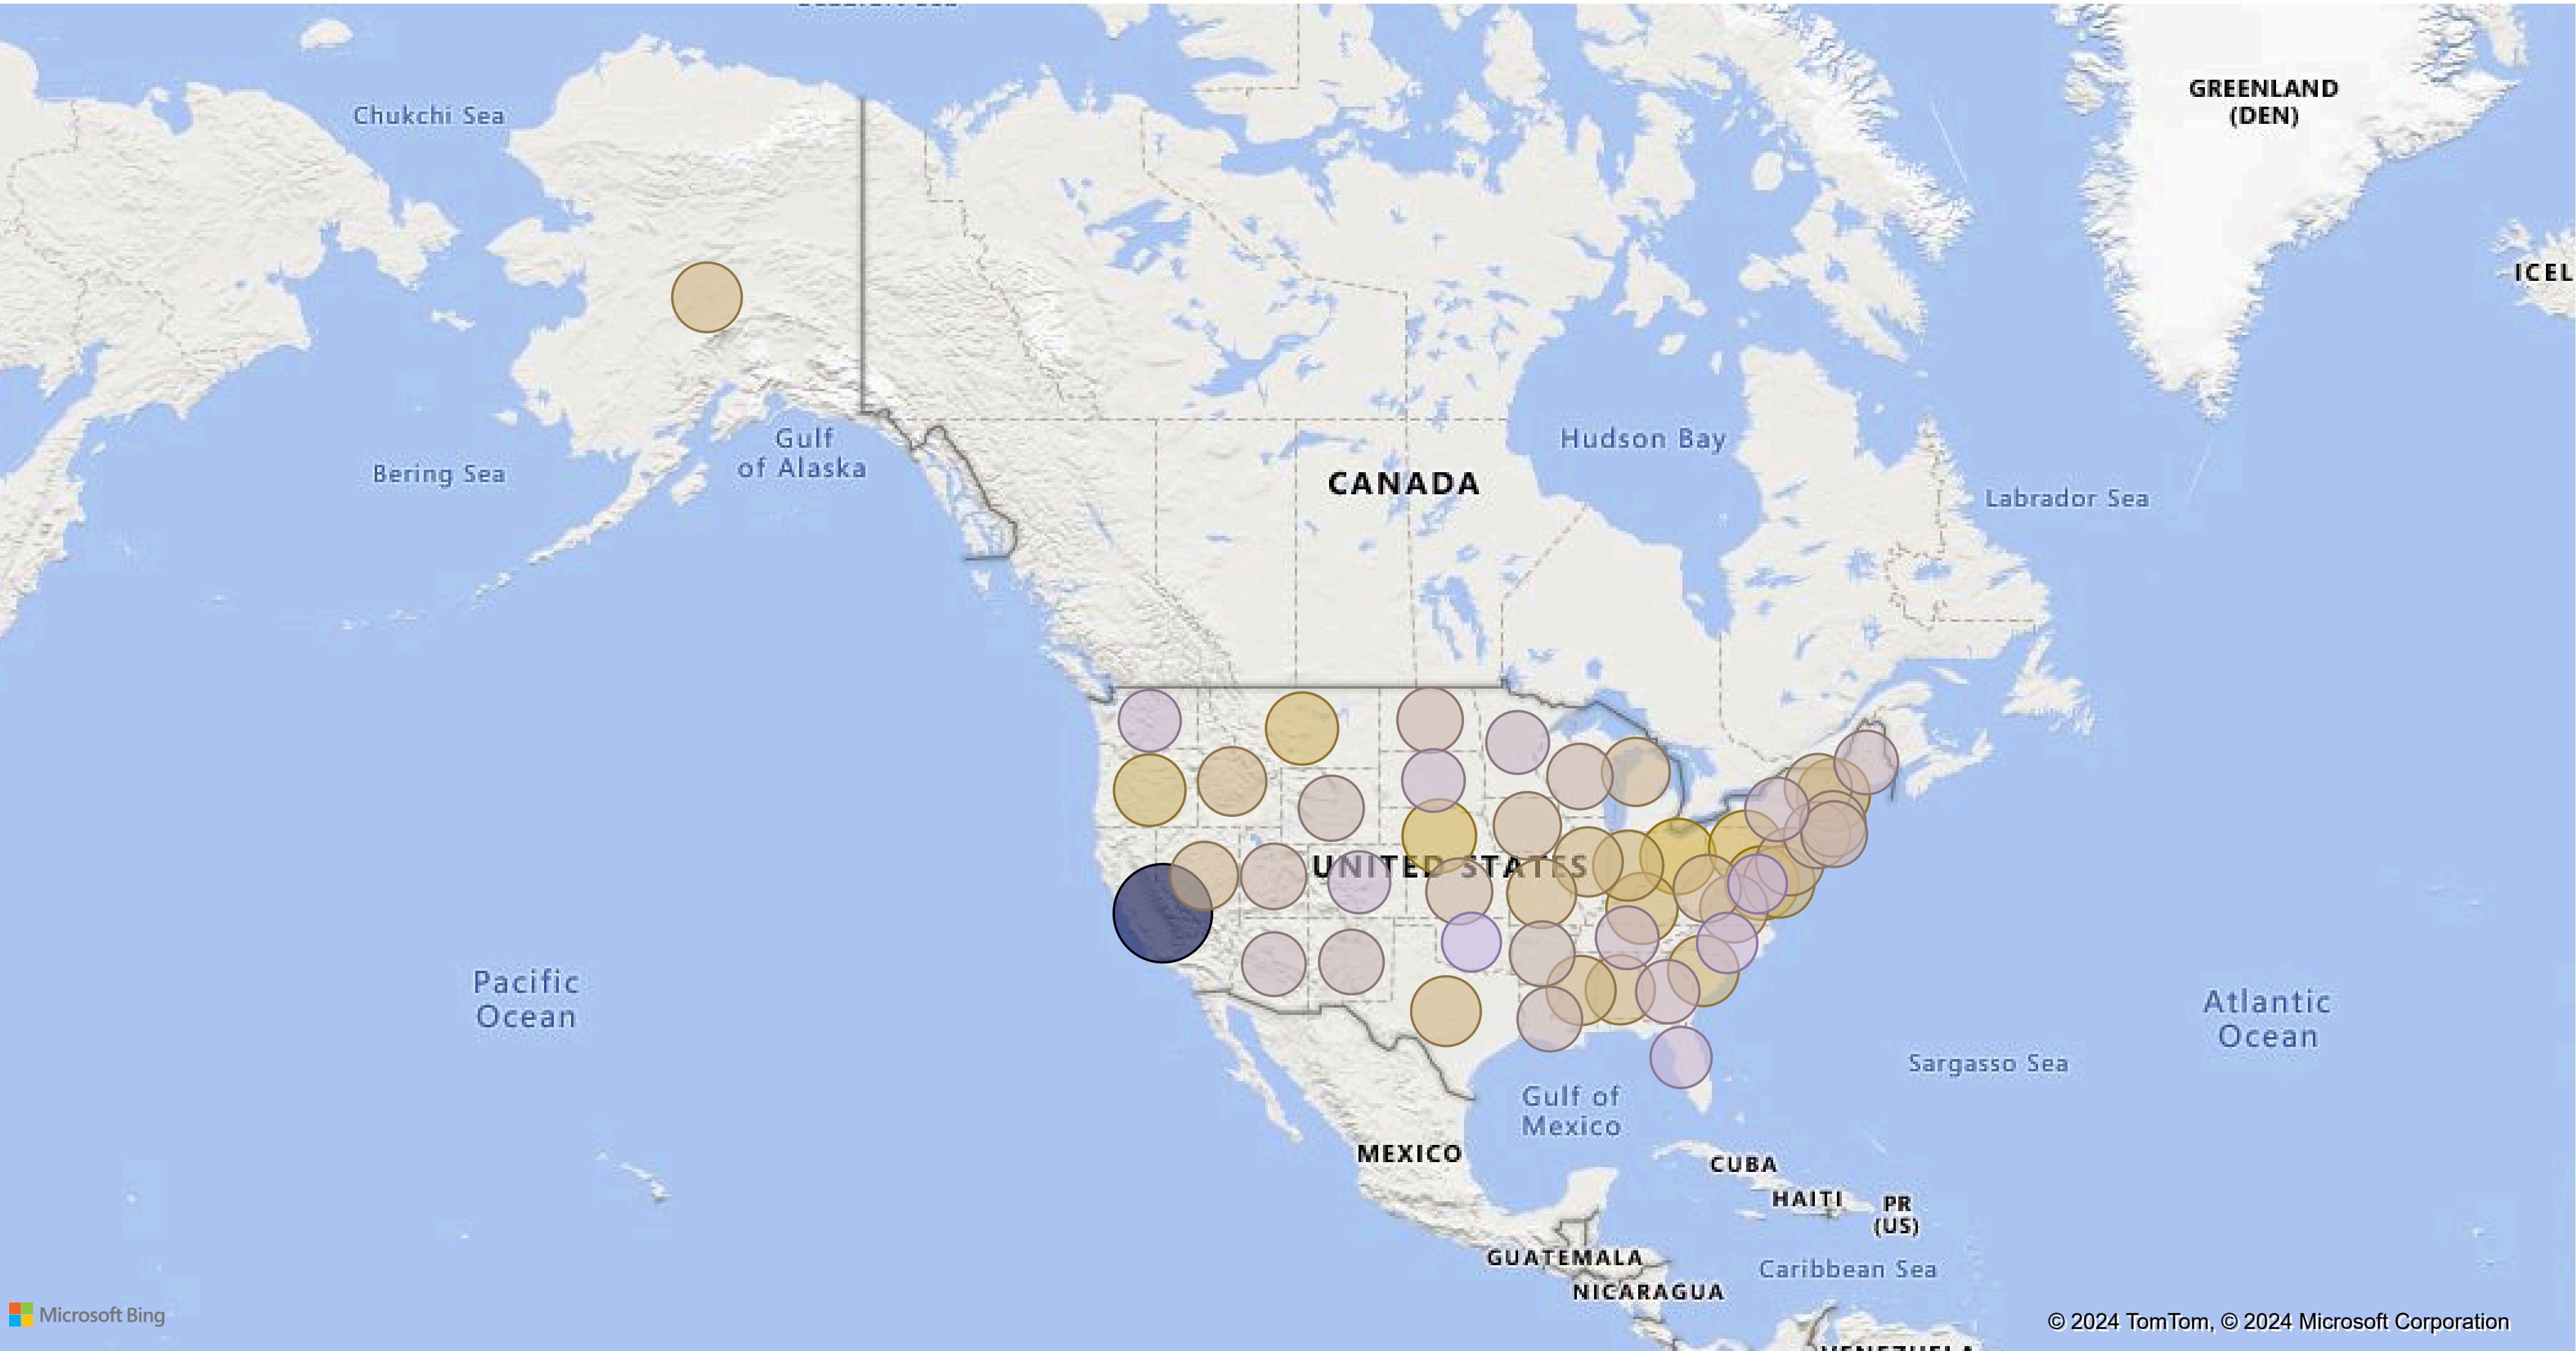 Chukchi Sea
GREENLAND
(DEN)
ICEL
Gulf
of Alaska
Bering Sea
Hudson Bay
CANADA
Labrador Sea
UNITED STATES
Pacific
Ocean
Atlantic
Ocean
Sargasso Sea
Gulf of
Mexico
MEXICO
CUBA
HAITI
PR
(US)
GUATEMALA
Caribbean Sea
NICARAGUA
Microsoft Bing
© 2024 TomTom, © 2024 Microsoft Corporation